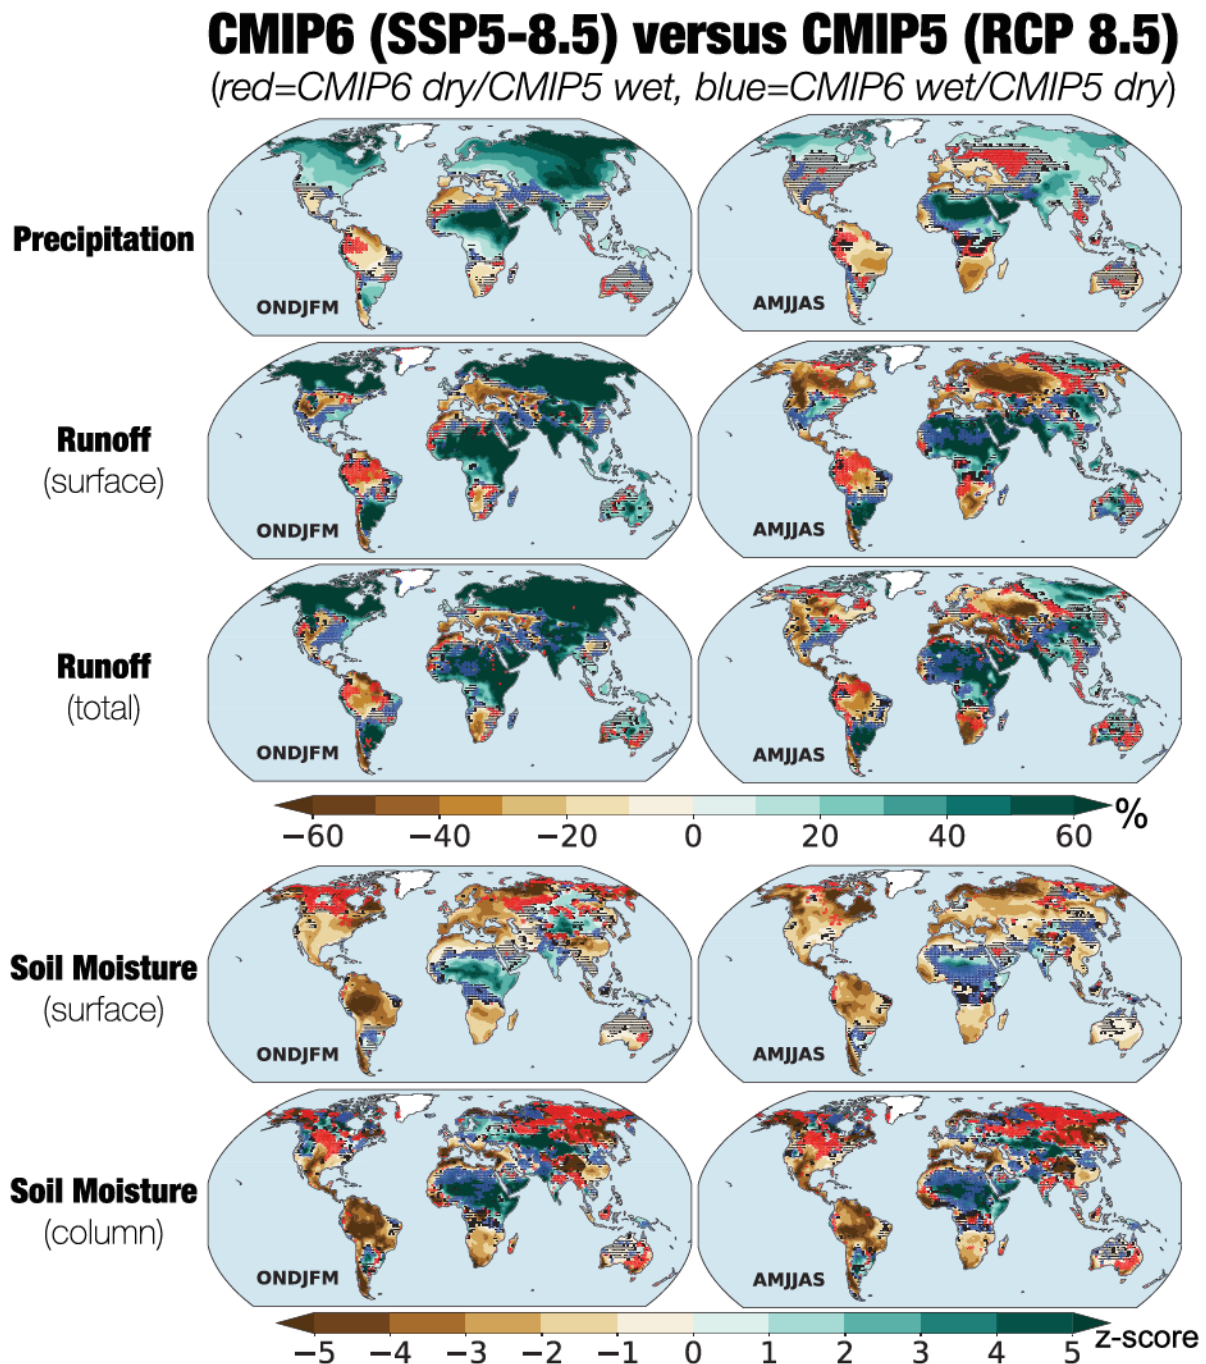 CMIP6 (SSP5-8.5) versus CMIP5 (RCP 8.5)
(red=CMIP6 dry/CMIP5 wet, blue=CMIP6 wet/CMIP5 dry)
Precipitation
ONDJFM
AMJJAS
Runoff
(surface)
ONDJFM
AMJJAS
Runoff
(total)
ONDJFM
AMJJAS
−60 −40 −20 0 20 40 60 %
Soil Moisture
(surface)
ONDJFM
AMJJAS
Soil Moisture
(column)
ONDJFM
AMJJAS
−5 −4 −3 −2 −1 0 1 2 3 4 5 z-score